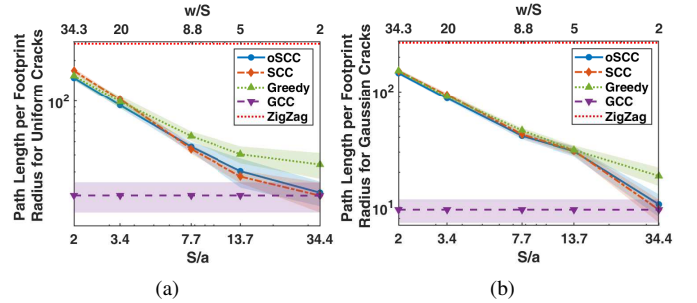 w/S
34.3 20 8.8 5 2
10^2
oSCC
SCC
Greedy
GCC
ZigZag
Path Length per Footprint
Radius for Uniform Cracks
2 3.4 7.7 13.7 34.4
S/a
(a)
w/S
34.3 20 8.8 5 2
10^2
10^1
oSCC
SCC
Greedy
GCC
ZigZag
Path Length per Footprint
Radius for Gaussian Cracks
2 3.4 7.7 13.7 34.4
S/a
(b)